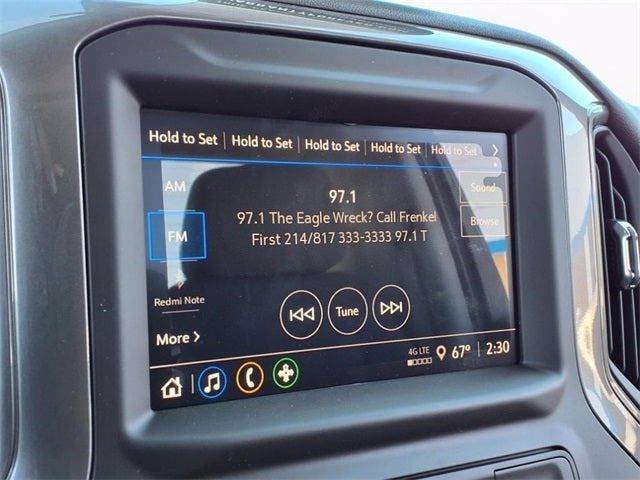 Hold to Set Hold to Set Hold to Set Hold to Set Hold to Set
AM
97.1
Sound
97.1 The Eagle Wreck? Call Frenkel
Browse
FM
First 214/817 333-3333 97.1 T
Redmi Note
Tune
More
4G LTE
67° 2:30